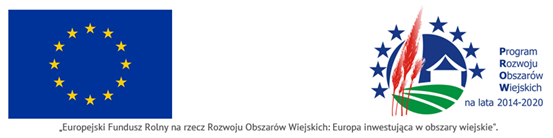 Program
Rozwoju
Obszarów
Wiejskich
na lata 2014-2020
„Europejski Fundusz Rolny na rzecz Rozwoju Obszarów Wiejskich: Europa inwestująca w obszary wiejskie".